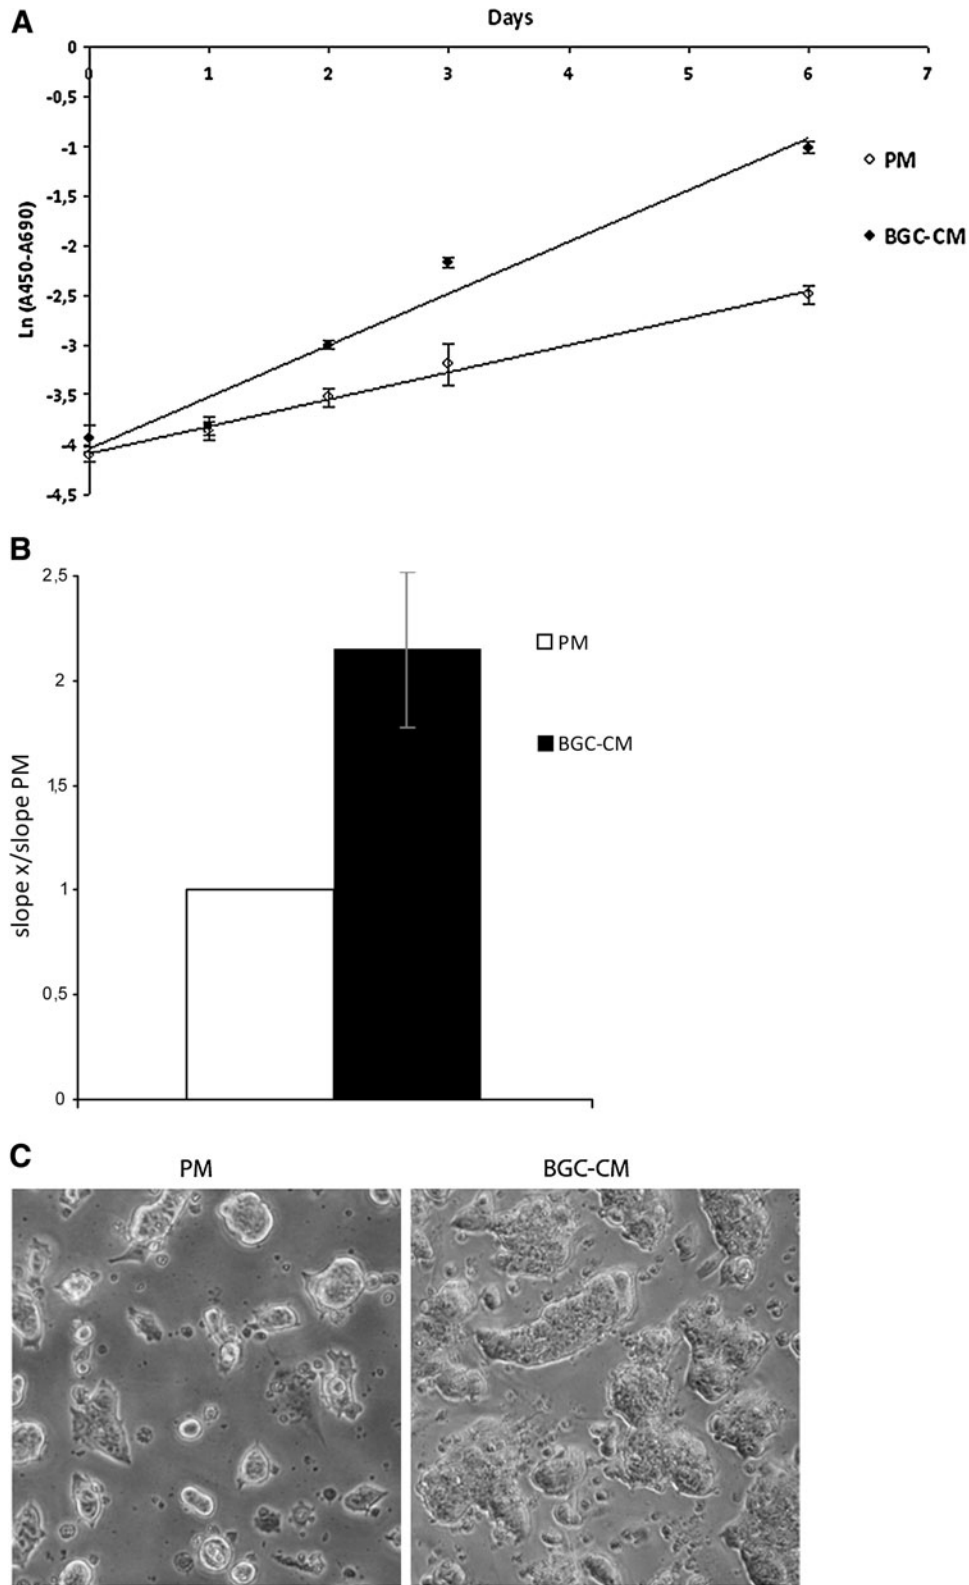 A
Days
0
0 1 2 3 4 5 6 7
-0,5
-1
-1,5
-2
-2,5
-3
-3,5
-4
-4,5
Ln (A450-A690)
PM
BGC-CM
B
2,5
2
1,5
1
0,5
0
slope x/slope PM
PM
BGC-CM
C
PM BGC-CM